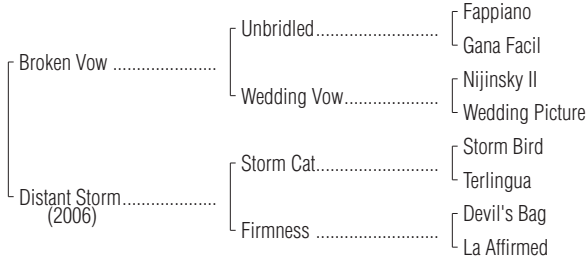 Fappiano
Unbridled
Gana Facil
Broken Vow
Nijinsky II
Wedding Vow
Wedding Picture
Storm Bird
Storm Cat
Terlingua
Distant Storm
(2006)
Devil's Bag
Firmness
La Affirmed